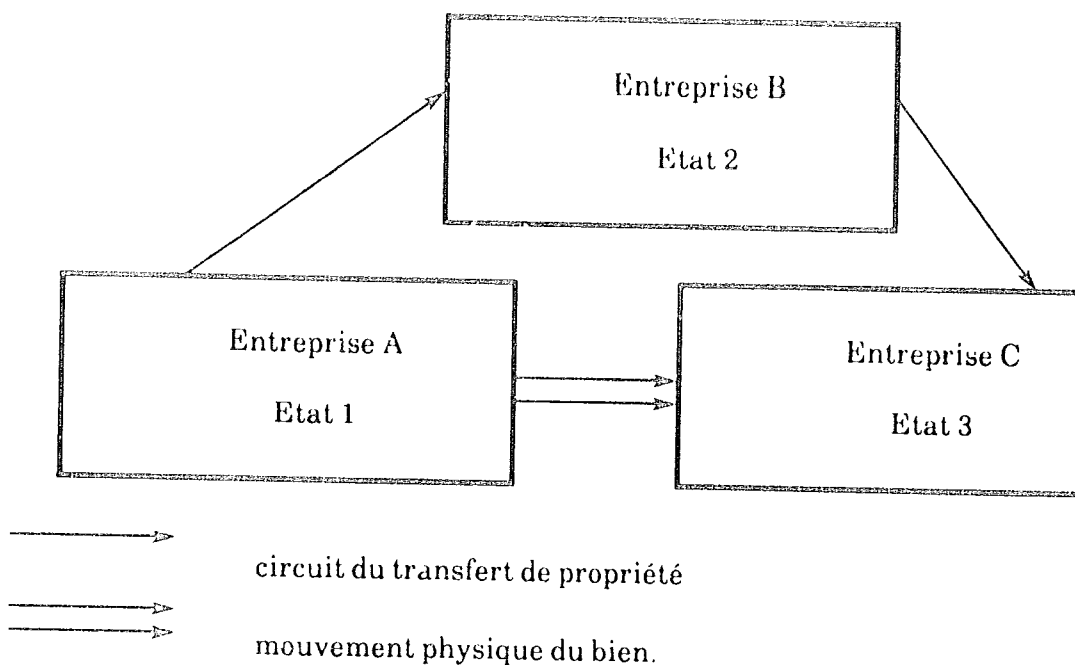 Entreprise B
Etat 2
Entreprise A
Etat 1
Entreprise C
Etat 3
circuit du transfert de propriété
mouvement physique du bien.